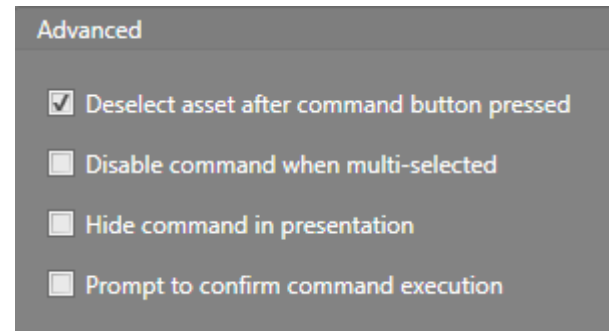 Advanced
Deselect asset after command button pressed
Disable command when multi-selected
Hide command in presentation
Prompt to confirm command execution